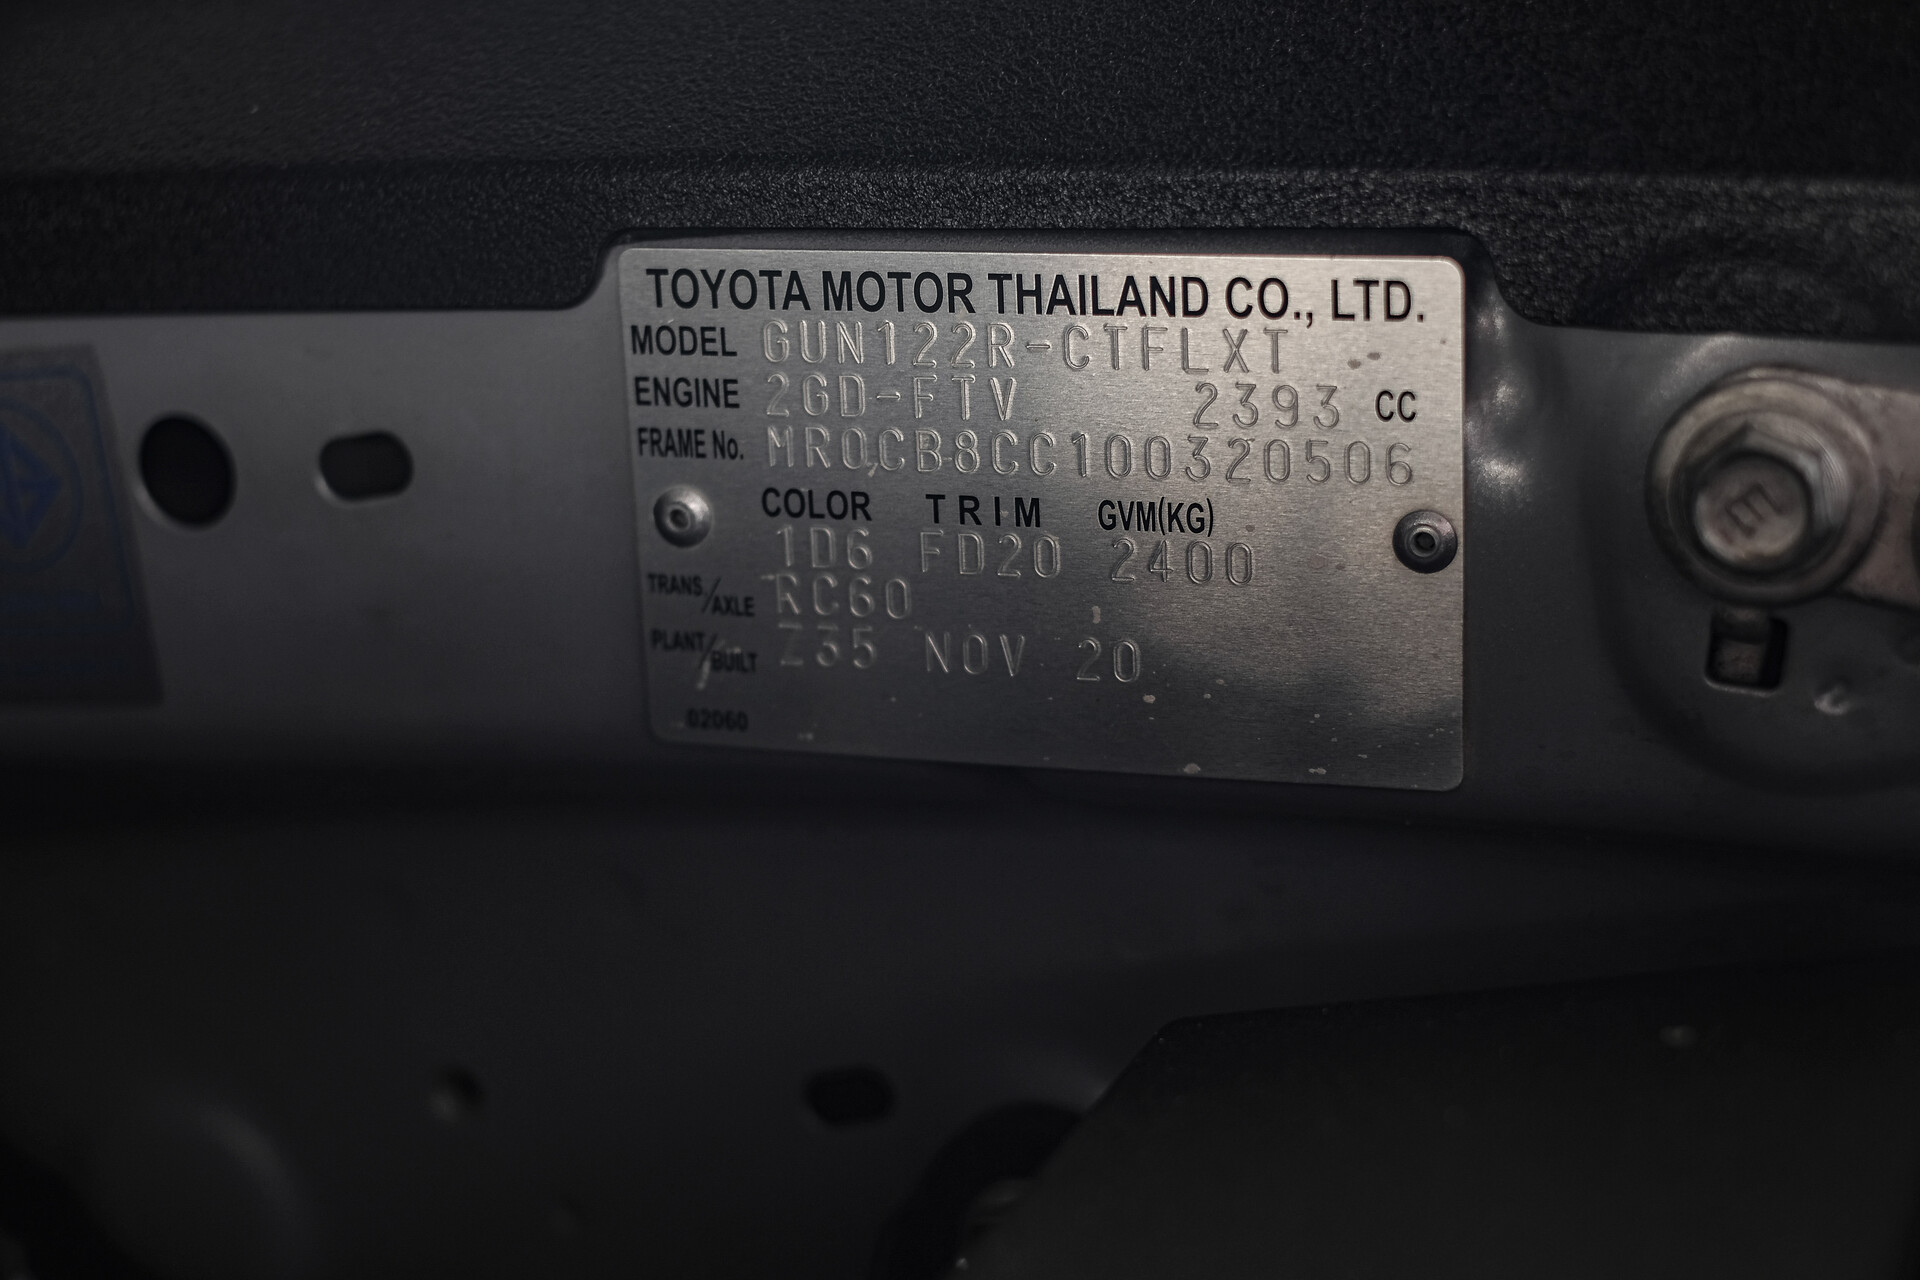 TOYOTA MOTOR THAILAND CO., LTD.
MODEL GUN122R-CTFLXT
ENGINE 2GD-FTV 2393 CC
FRAME No. MR0CB8CC100320506
COLOR TRIM GVM(KG)
1D6 FD20 2400
TRANS/AXLE RC60
PLANT/BUILT Z35 NOV 20
02060
E